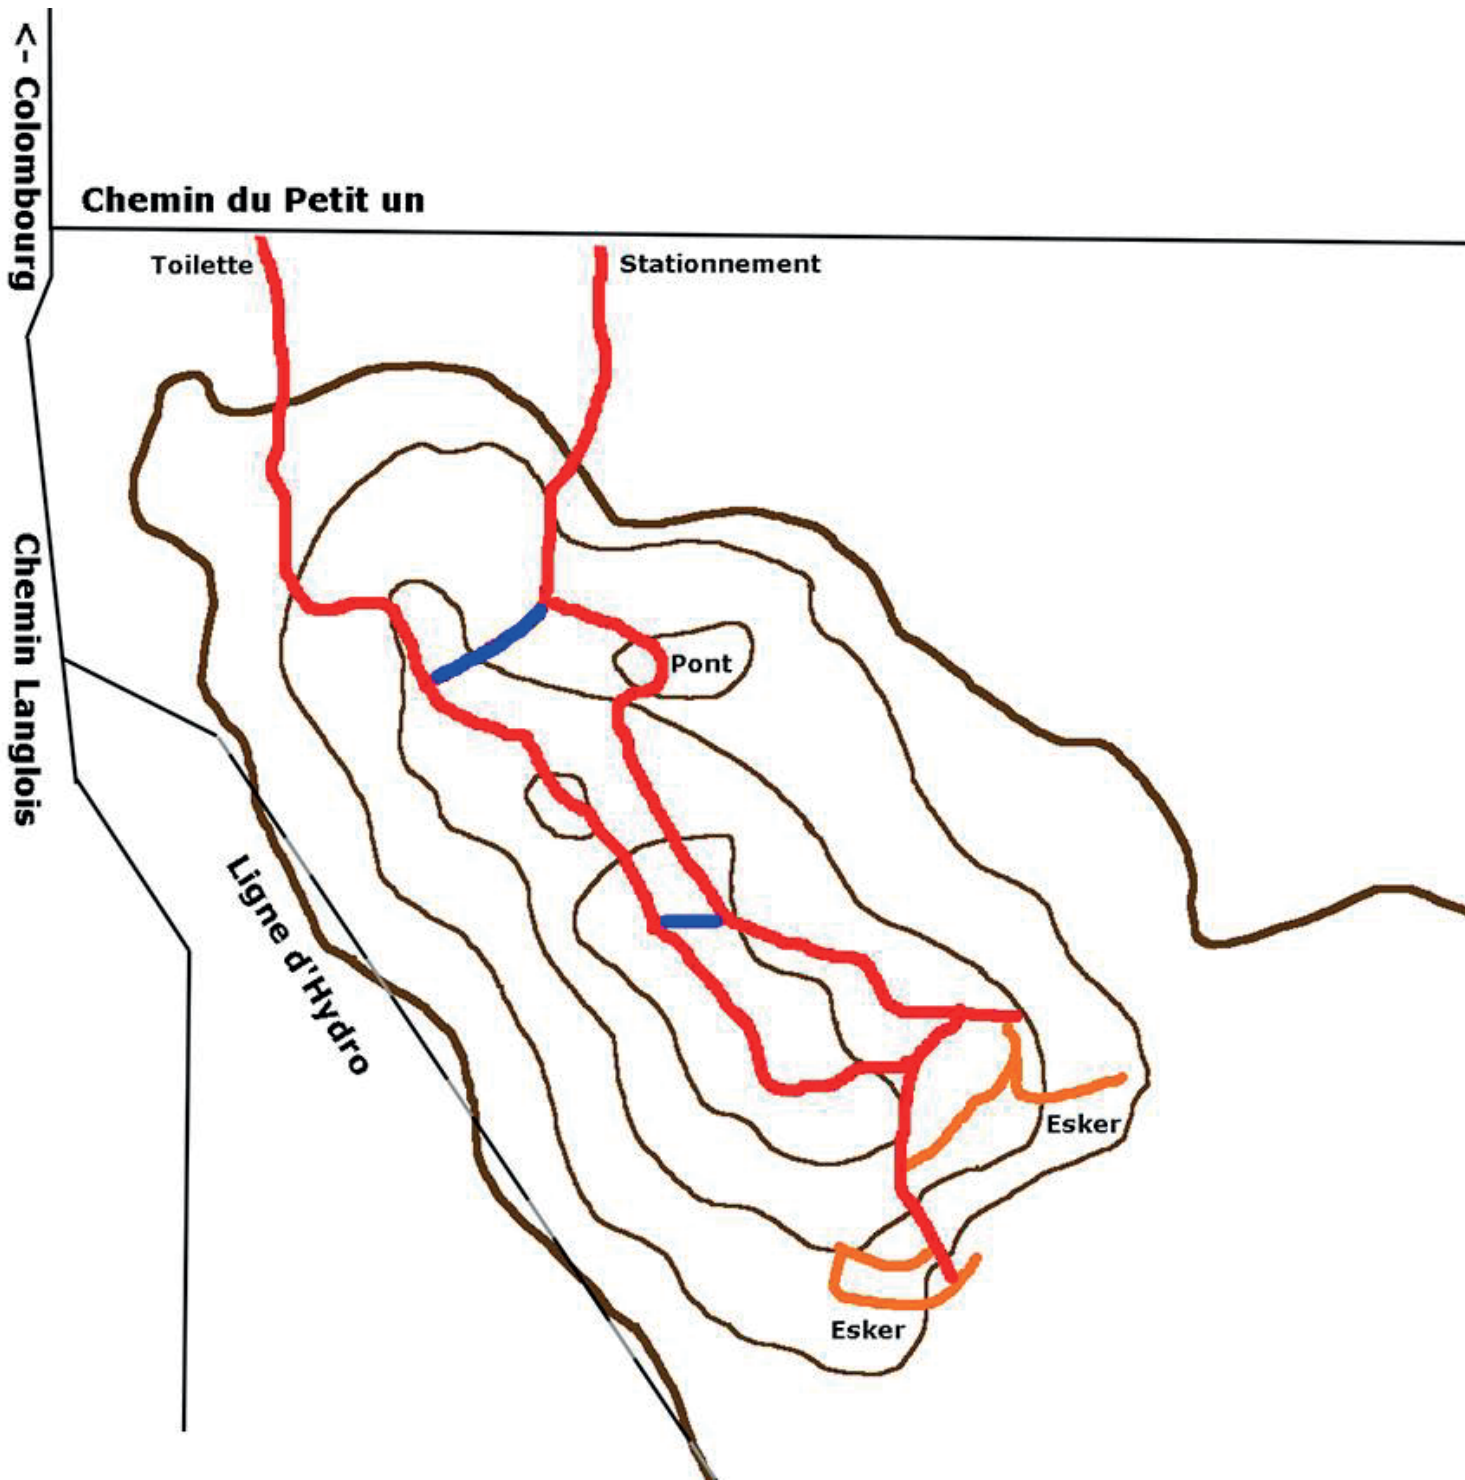 <- Colombourg
Chemin du Petit un
Toilette
Stationnement
Chemin Langlois
Pont
Ligne d'Hydro
Esker
Esker